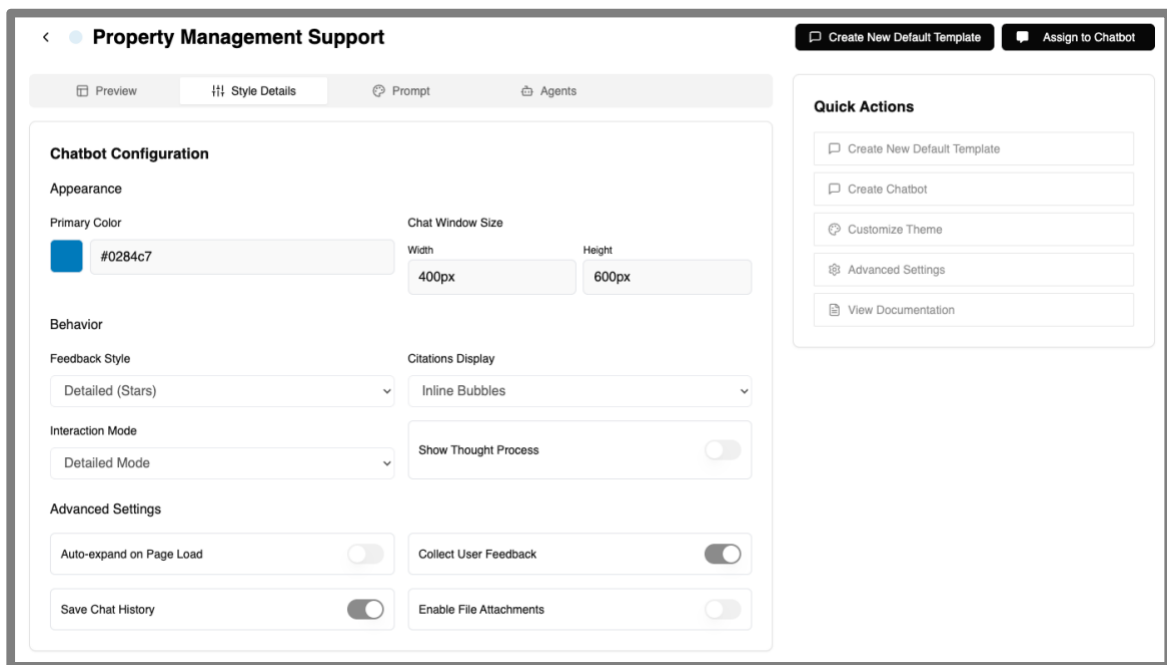 Property Management Support
Create New Default Template
Assign to Chatbot
Preview
Style Details
Prompt
Agents
Chatbot Configuration
Appearance
Primary Color
#0284c7
Chat Window Size
Width
400px
Height
600px
Behavior
Feedback Style
Detailed (Stars)
Citations Display
Inline Bubbles
Interaction Mode
Detailed Mode
Show Thought Process
Advanced Settings
Auto-expand on Page Load
Collect User Feedback
Save Chat History
Enable File Attachments
Quick Actions
Create New Default Template
Create Chatbot
Customize Theme
Advanced Settings
View Documentation